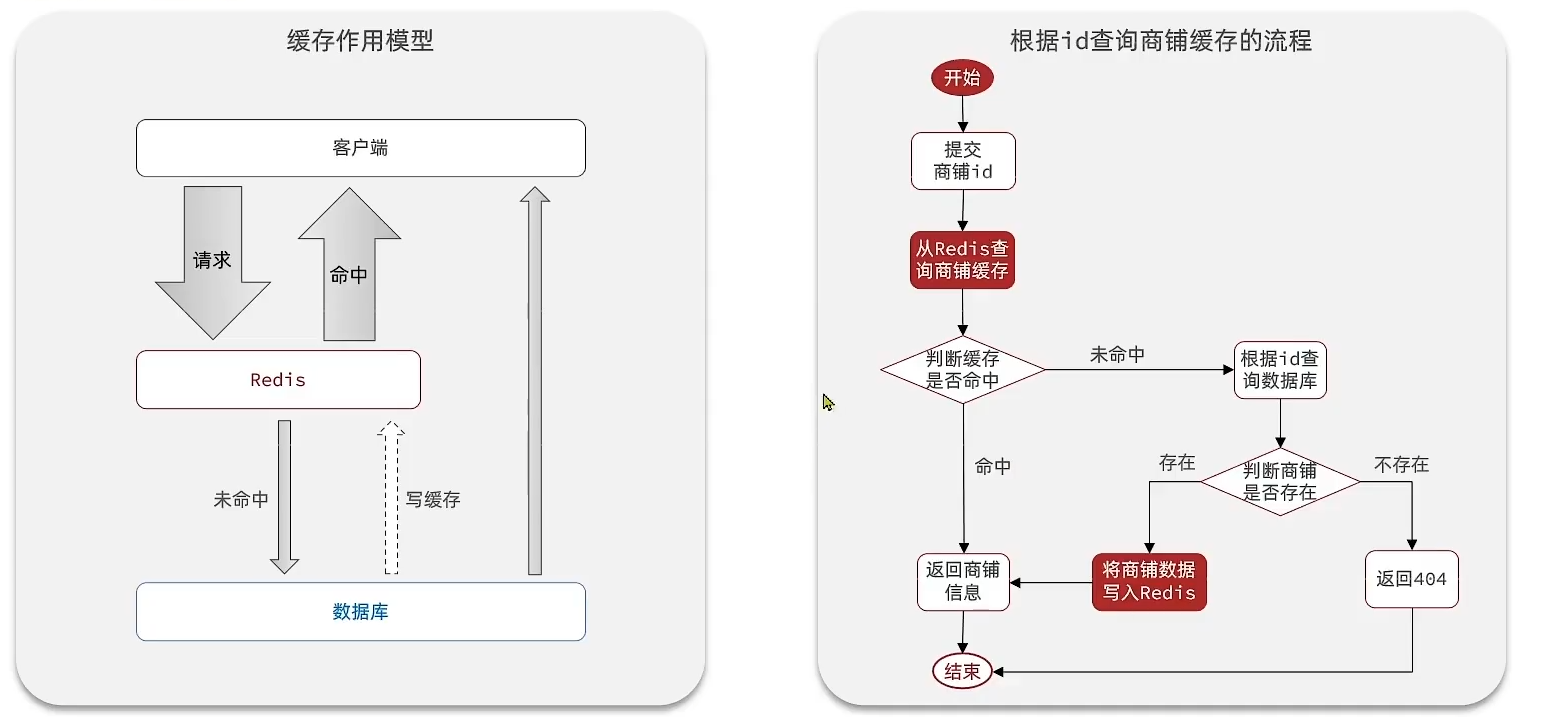 缓存作用模型
客户端
请求
命中
Redis
未命中
写缓存
数据库
根据id查询商铺缓存的流程
开始
提交
商铺id
从Redis查
询商铺缓存
判断缓存
是否命中
未命中
根据id查
询数据库
命中
存在
判断商铺
是否存在
不存在
返回商铺
信息
将商铺数据
写入Redis
返回404
结束